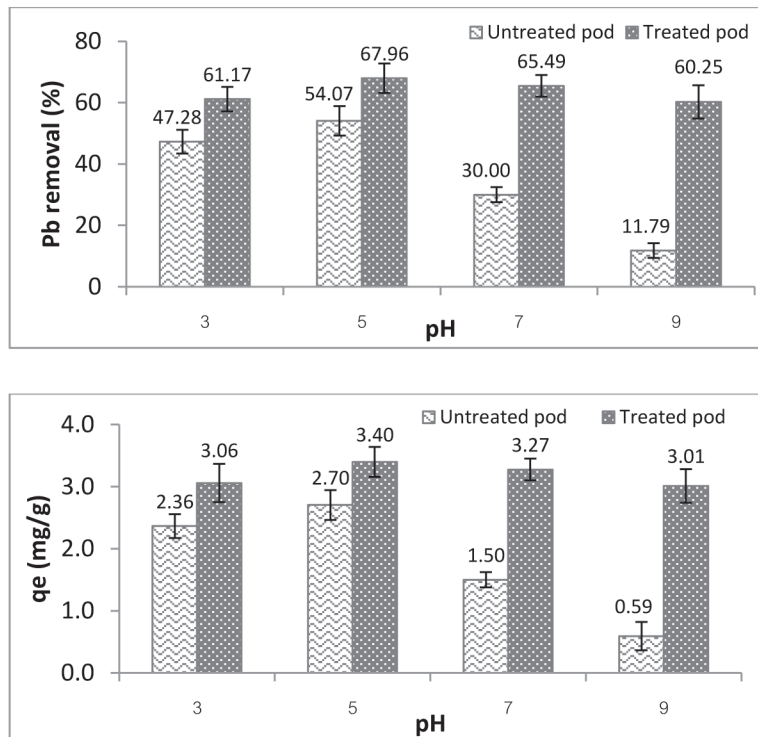 Untreated pod Treated pod
80
60
40
20
0
Pb removal (%)
47.28 61.17 54.07 67.96 30.00 65.49 11.79 60.25
3 5 7 9
pH
Untreated pod Treated pod
4.0
3.0
2.0
1.0
0.0
qe (mg/g)
2.36 3.06 2.70 3.40 1.50 3.27 0.59 3.01
3 5 7 9
pH